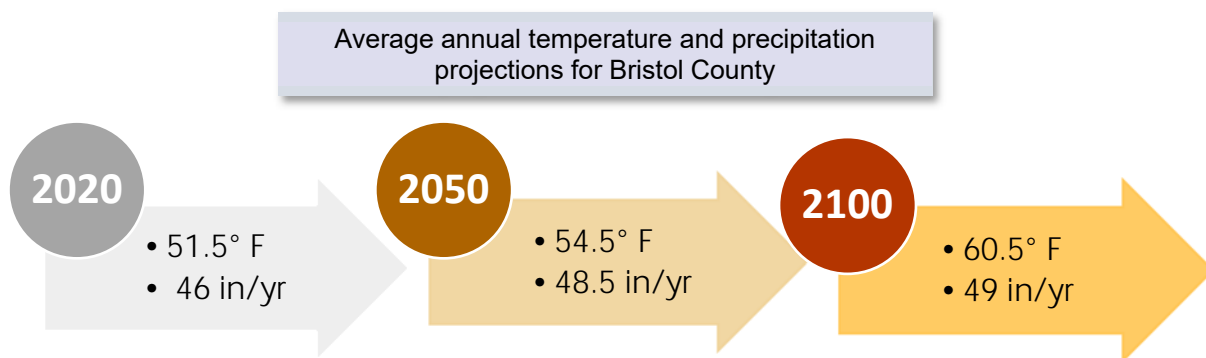 Average annual temperature and precipitation
projections for Bristol County
2020
• 51.5° F
• 46 in/yr
2050
• 54.5° F
• 48.5 in/yr
2100
• 60.5° F
• 49 in/yr